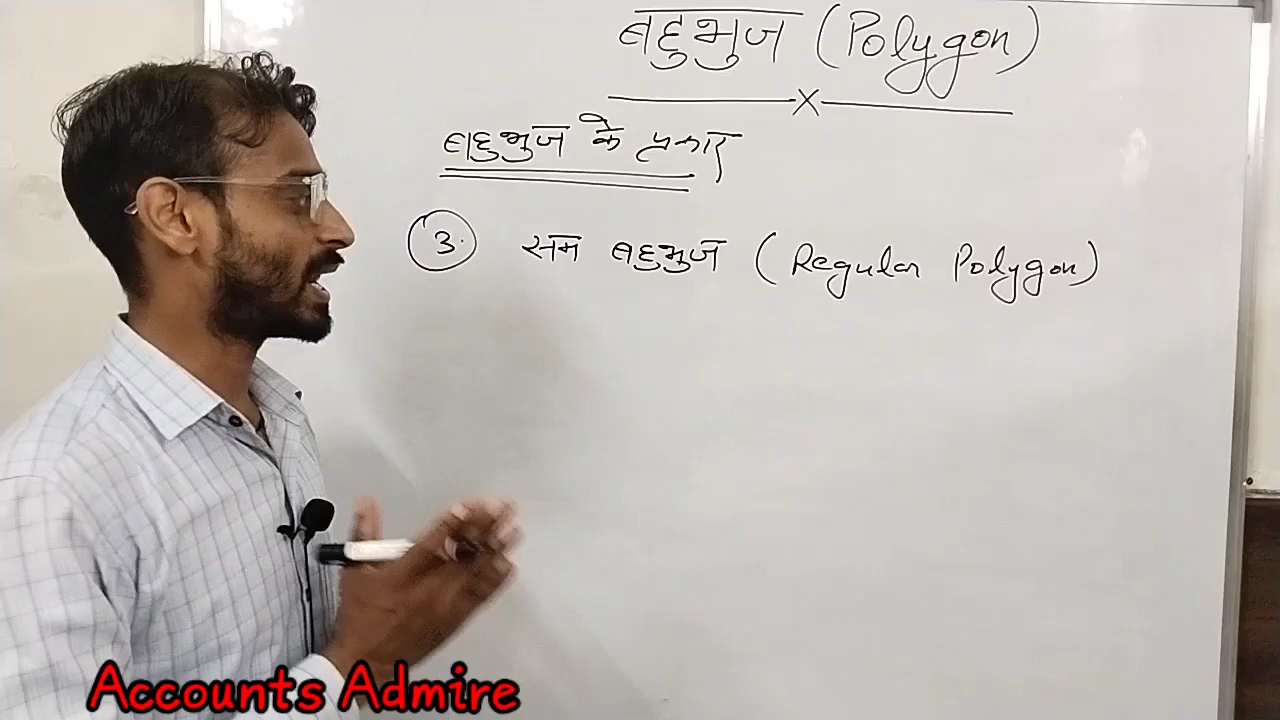 बहुभुज (Polygon)
बहुभुज के प्रकार
3. सम बहुभुज (Regular Polygon)
Accounts Admire